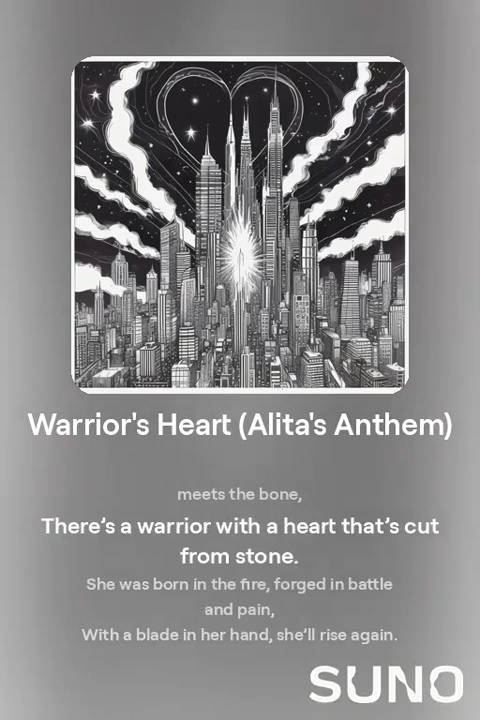 Warrior's Heart (Alita's Anthem)
meets the bone,
There’s a warrior with a heart that’s cut
from stone.
She was born in the fire, forged in battle
and pain,
With a blade in her hand, she’ll rise again.
SUNO